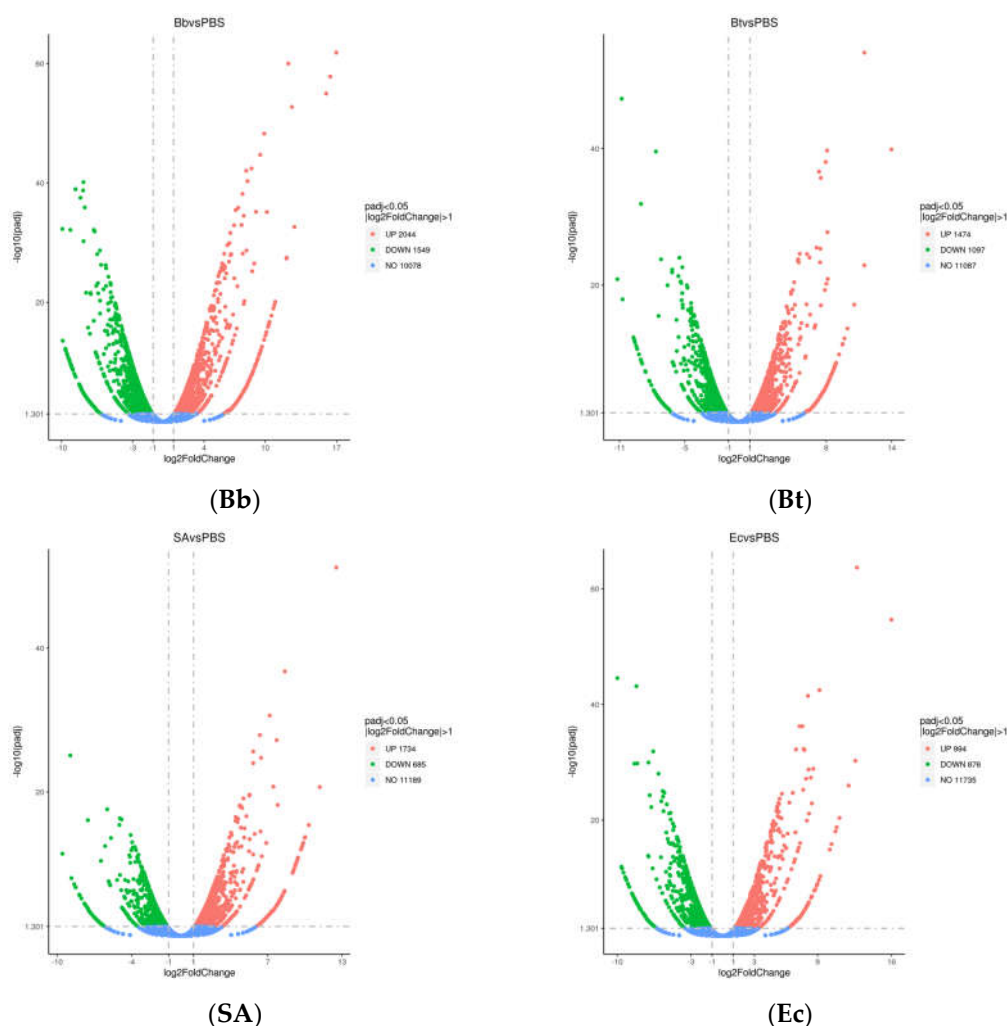 BbvsPBS
60
40
20
1.301
-10
-3
-1
1
4
10
17
log2FoldChange
-log10(padj)
padj<0.05
|log2FoldChange|>1
UP 2044
DOWN 1549
NO 10078
(Bb)
BtvsPBS
40
20
1.301
-11
-5
-1
1
8
14
log2FoldChange
-log10(padj)
padj<0.05
|log2FoldChange|>1
UP 1474
DOWN 1097
NO 11087
(Bt)
SAvsPBS
40
20
1.301
-10
-4
-1
1
7
13
log2FoldChange
-log10(padj)
padj<0.05
|log2FoldChange|>1
UP 1734
DOWN 685
NO 11189
(SA)
EcvsPBS
60
40
20
1.301
-10
-3
-1
1
3
9
16
log2FoldChange
-log10(padj)
padj<0.05
|log2FoldChange|>1
UP 994
DOWN 876
NO 11735
(Ec)